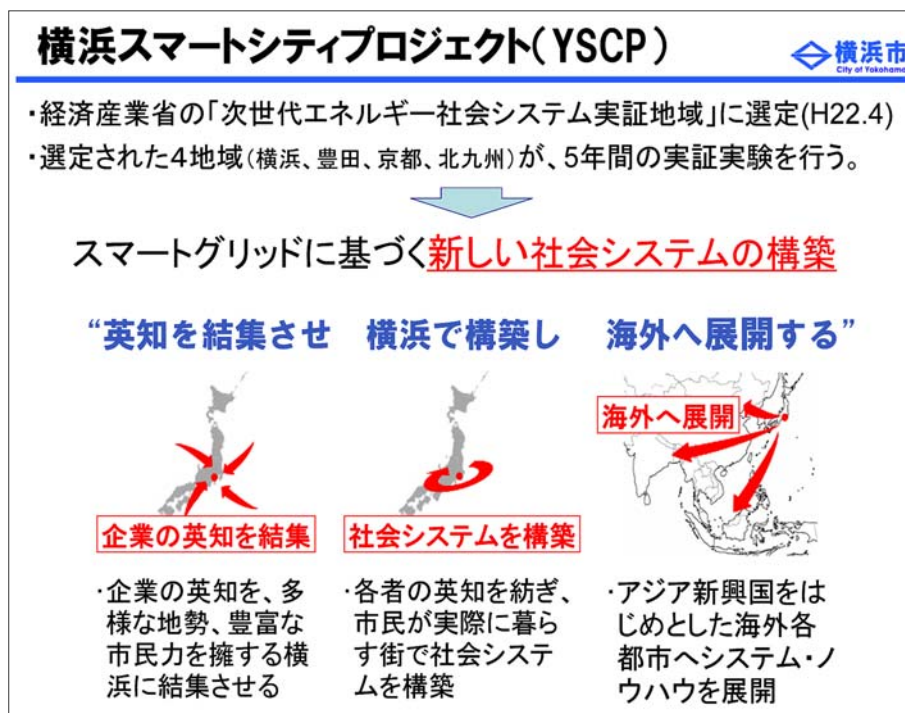 横浜スマートシティプロジェクト(YSCP)
横浜市
City of Yokohama
・経済産業省の「次世代エネルギー社会システム実証地域」に選定(H22.4)
・選定された4地域(横浜、豊田、京都、北九州)が、5年間の実証実験を行う。
スマートグリッドに基づく新しい社会システムの構築
“英知を結集させ 横浜で構築し 海外へ展開する”
企業の英知を結集
・企業の英知を、多
様な地勢、豊富な
市民力を擁する横
浜に結集させる
社会システムを構築
・各者の英知を紡ぎ、
市民が実際に暮ら
す街で社会システ
ムを構築
海外へ展開
・アジア新興国をは
じめとした海外各
都市へシステム・ノ
ウハウを展開